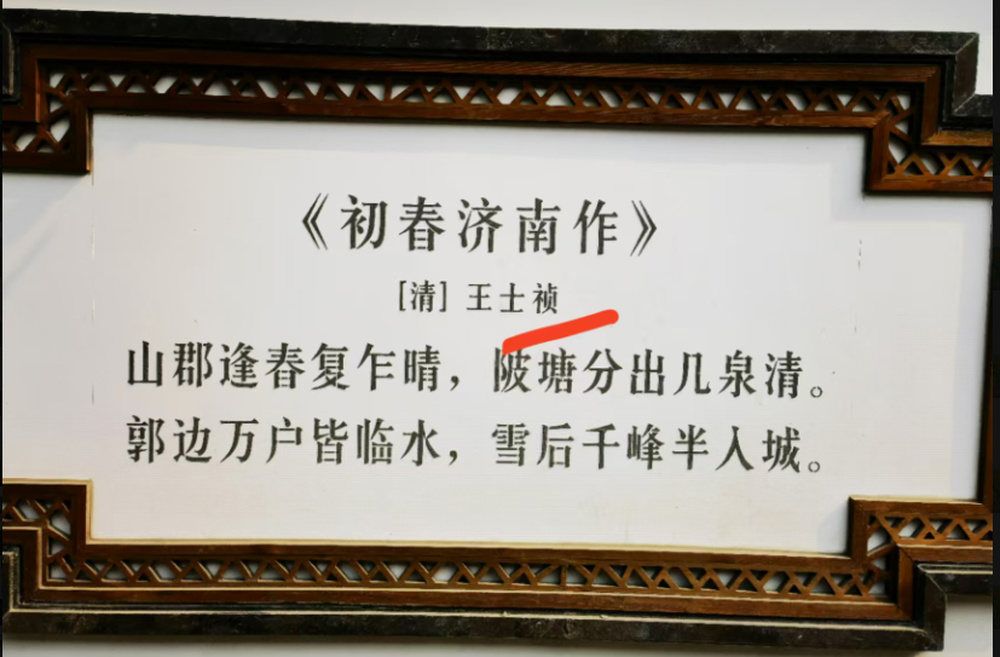 《初春济南作》
[清] 王士祯
山郡逢春复乍晴，陂塘分出几泉清。
郭边万户皆临水，雪后千峰半入城。